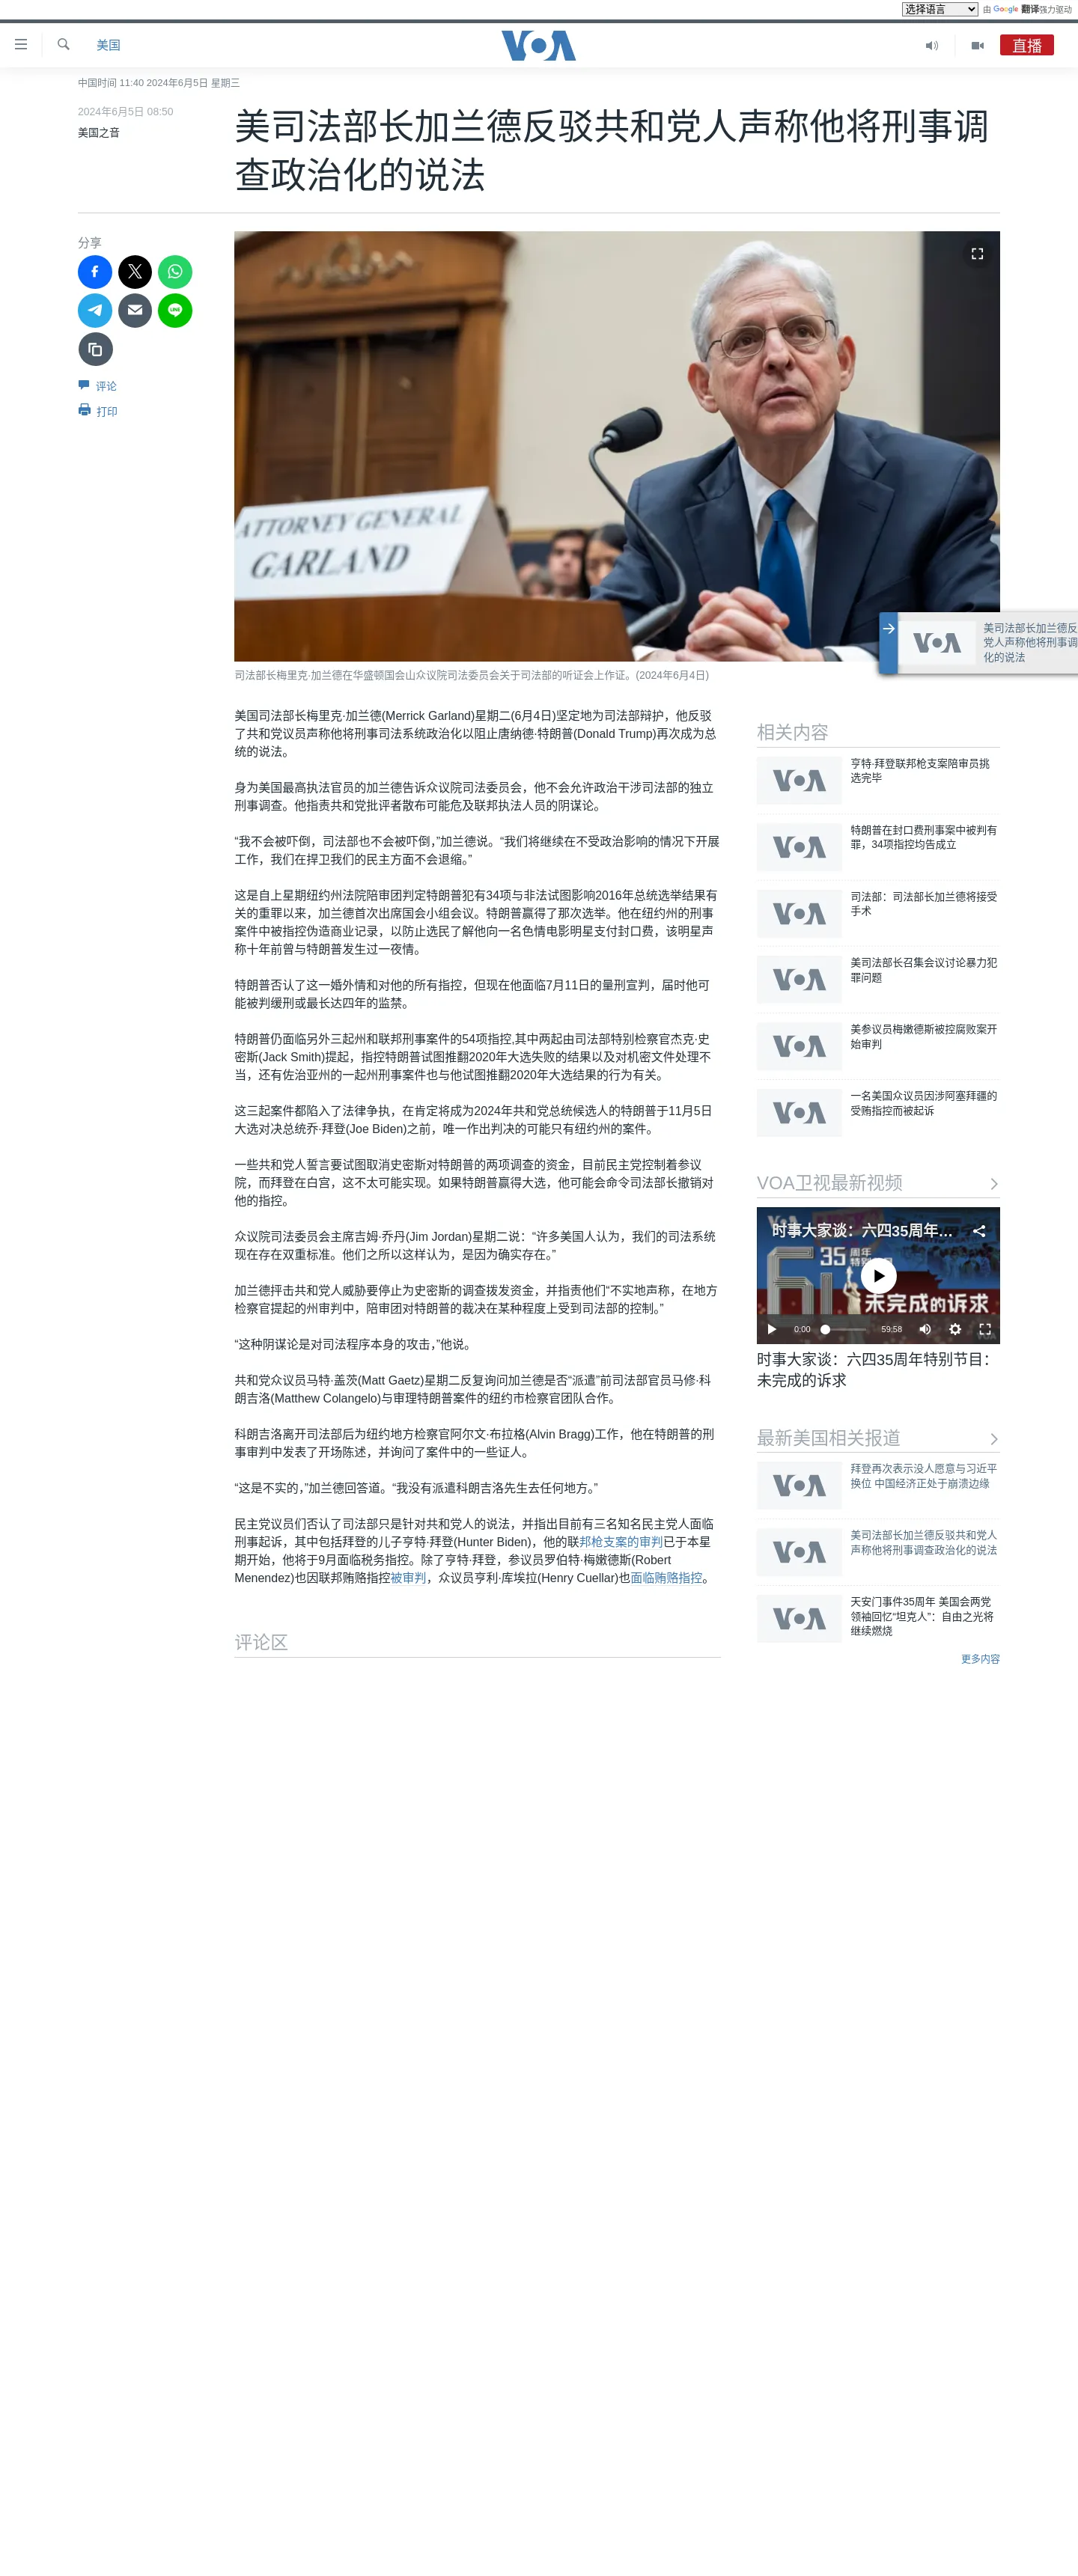 选择语言
由 Google 翻译强力驱动
美国
VOA
直播
中国时间 11:40 2024年6月5日 星期三
2024年6月5日 08:50
美国之音
美司法部长加兰德反驳共和党人声称他将刑事调
查政治化的说法
分享
评论
打印
ATTORNEY GENERAL
GARLAND
VOA
美司法部长加兰德反
党人声称他将刑事调
化的说法
司法部长梅里克·加兰德在华盛顿国会山众议院司法委员会关于司法部的听证会上作证。(2024年6月4日)
美国司法部长梅里克·加兰德(Merrick Garland)星期二(6月4日)坚定地为司法部辩护，他反驳
了共和党议员声称他将刑事司法系统政治化以阻止唐纳德·特朗普(Donald Trump)再次成为总
统的说法。
身为美国最高执法官员的加兰德告诉众议院司法委员会，他不会允许政治干涉司法部的独立
刑事调查。他指责共和党批评者散布可能危及联邦执法人员的阴谋论。
“我不会被吓倒，司法部也不会被吓倒，”加兰德说。“我们将继续在不受政治影响的情况下开展
工作，我们在捍卫我们的民主方面不会退缩。”
这是自上星期纽约州法院陪审团判定特朗普犯有34项与非法试图影响2016年总统选举结果有
关的重罪以来，加兰德首次出席国会小组会议。特朗普赢得了那次选举。他在纽约州的刑事
案件中被指控伪造商业记录，以防止选民了解他向一名色情电影明星支付封口费，该明星声
称十年前曾与特朗普发生过一夜情。
特朗普否认了这一婚外情和对他的所有指控，但现在他面临7月11日的量刑宣判，届时他可
能被判缓刑或最长达四年的监禁。
特朗普仍面临另外三起州和联邦刑事案件的54项指控,其中两起由司法部特别检察官杰克·史
密斯(Jack Smith)提起，指控特朗普试图推翻2020年大选失败的结果以及对机密文件处理不
当，还有佐治亚州的一起州刑事案件也与他试图推翻2020年大选结果的行为有关。
这三起案件都陷入了法律争执，在肯定将成为2024年共和党总统候选人的特朗普于11月5日
大选对决总统乔·拜登(Joe Biden)之前，唯一作出判决的可能只有纽约州的案件。
一些共和党人誓言要试图取消史密斯对特朗普的两项调查的资金，目前民主党控制着参议
院，而拜登在白宫，这不太可能实现。如果特朗普赢得大选，他可能会命令司法部长撤销对
他的指控。
众议院司法委员会主席吉姆·乔丹(Jim Jordan)星期二说：“许多美国人认为，我们的司法系统
现在存在双重标准。他们之所以这样认为，是因为确实存在。”
加兰德抨击共和党人威胁要停止为史密斯的调查拨发资金，并指责他们“不实地声称，在地方
检察官提起的州审判中，陪审团对特朗普的裁决在某种程度上受到司法部的控制。”
“这种阴谋论是对司法程序本身的攻击，”他说。
共和党众议员马特·盖茨(Matt Gaetz)星期二反复询问加兰德是否“派遣”前司法部官员马修·科
朗吉洛(Matthew Colangelo)与审理特朗普案件的纽约市检察官团队合作。
科朗吉洛离开司法部后为纽约地方检察官阿尔文·布拉格(Alvin Bragg)工作，他在特朗普的刑
事审判中发表了开场陈述，并询问了案件中的一些证人。
“这是不实的，”加兰德回答道。“我没有派遣科朗吉洛先生去任何地方。”
民主党议员们否认了司法部只是针对共和党人的说法，并指出目前有三名知名民主党人面临
刑事起诉，其中包括拜登的儿子亨特·拜登(Hunter Biden)，他的联邦枪支案的审判已于本星
期开始，他将于9月面临税务指控。除了亨特·拜登，参议员罗伯特·梅嫩德斯(Robert
Menendez)也因联邦贿赂指控被审判，众议员亨利·库埃拉(Henry Cuellar)也面临贿赂指控。
评论区
相关内容
VOA
亨特·拜登联邦枪支案陪审员挑
选完毕
VOA
特朗普在封口费刑事案中被判有
罪，34项指控均告成立
VOA
司法部：司法部长加兰德将接受
手术
VOA
美司法部长召集会议讨论暴力犯
罪问题
VOA
美参议员梅嫩德斯被控腐败案开
始审判
VOA
一名美国众议员因涉阿塞拜疆的
受贿指控而被起诉
VOA卫视最新视频
时事大家谈：六四35周年…
35周年
未完成的诉求
0:00
59:58
时事大家谈：六四35周年特别节目：
未完成的诉求
最新美国相关报道
VOA
拜登再次表示没人愿意与习近平
换位 中国经济正处于崩溃边缘
VOA
美司法部长加兰德反驳共和党人
声称他将刑事调查政治化的说法
VOA
天安门事件35周年 美国会两党
领袖回忆“坦克人”：自由之光将
继续燃烧
更多内容